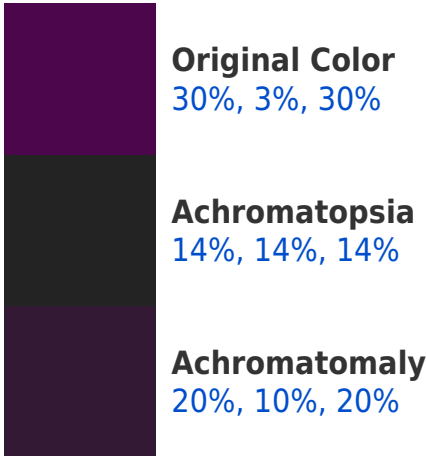 Original Color
30%, 3%, 30%
Achromatopsia
14%, 14%, 14%
Achromatomaly
20%, 10%, 20%